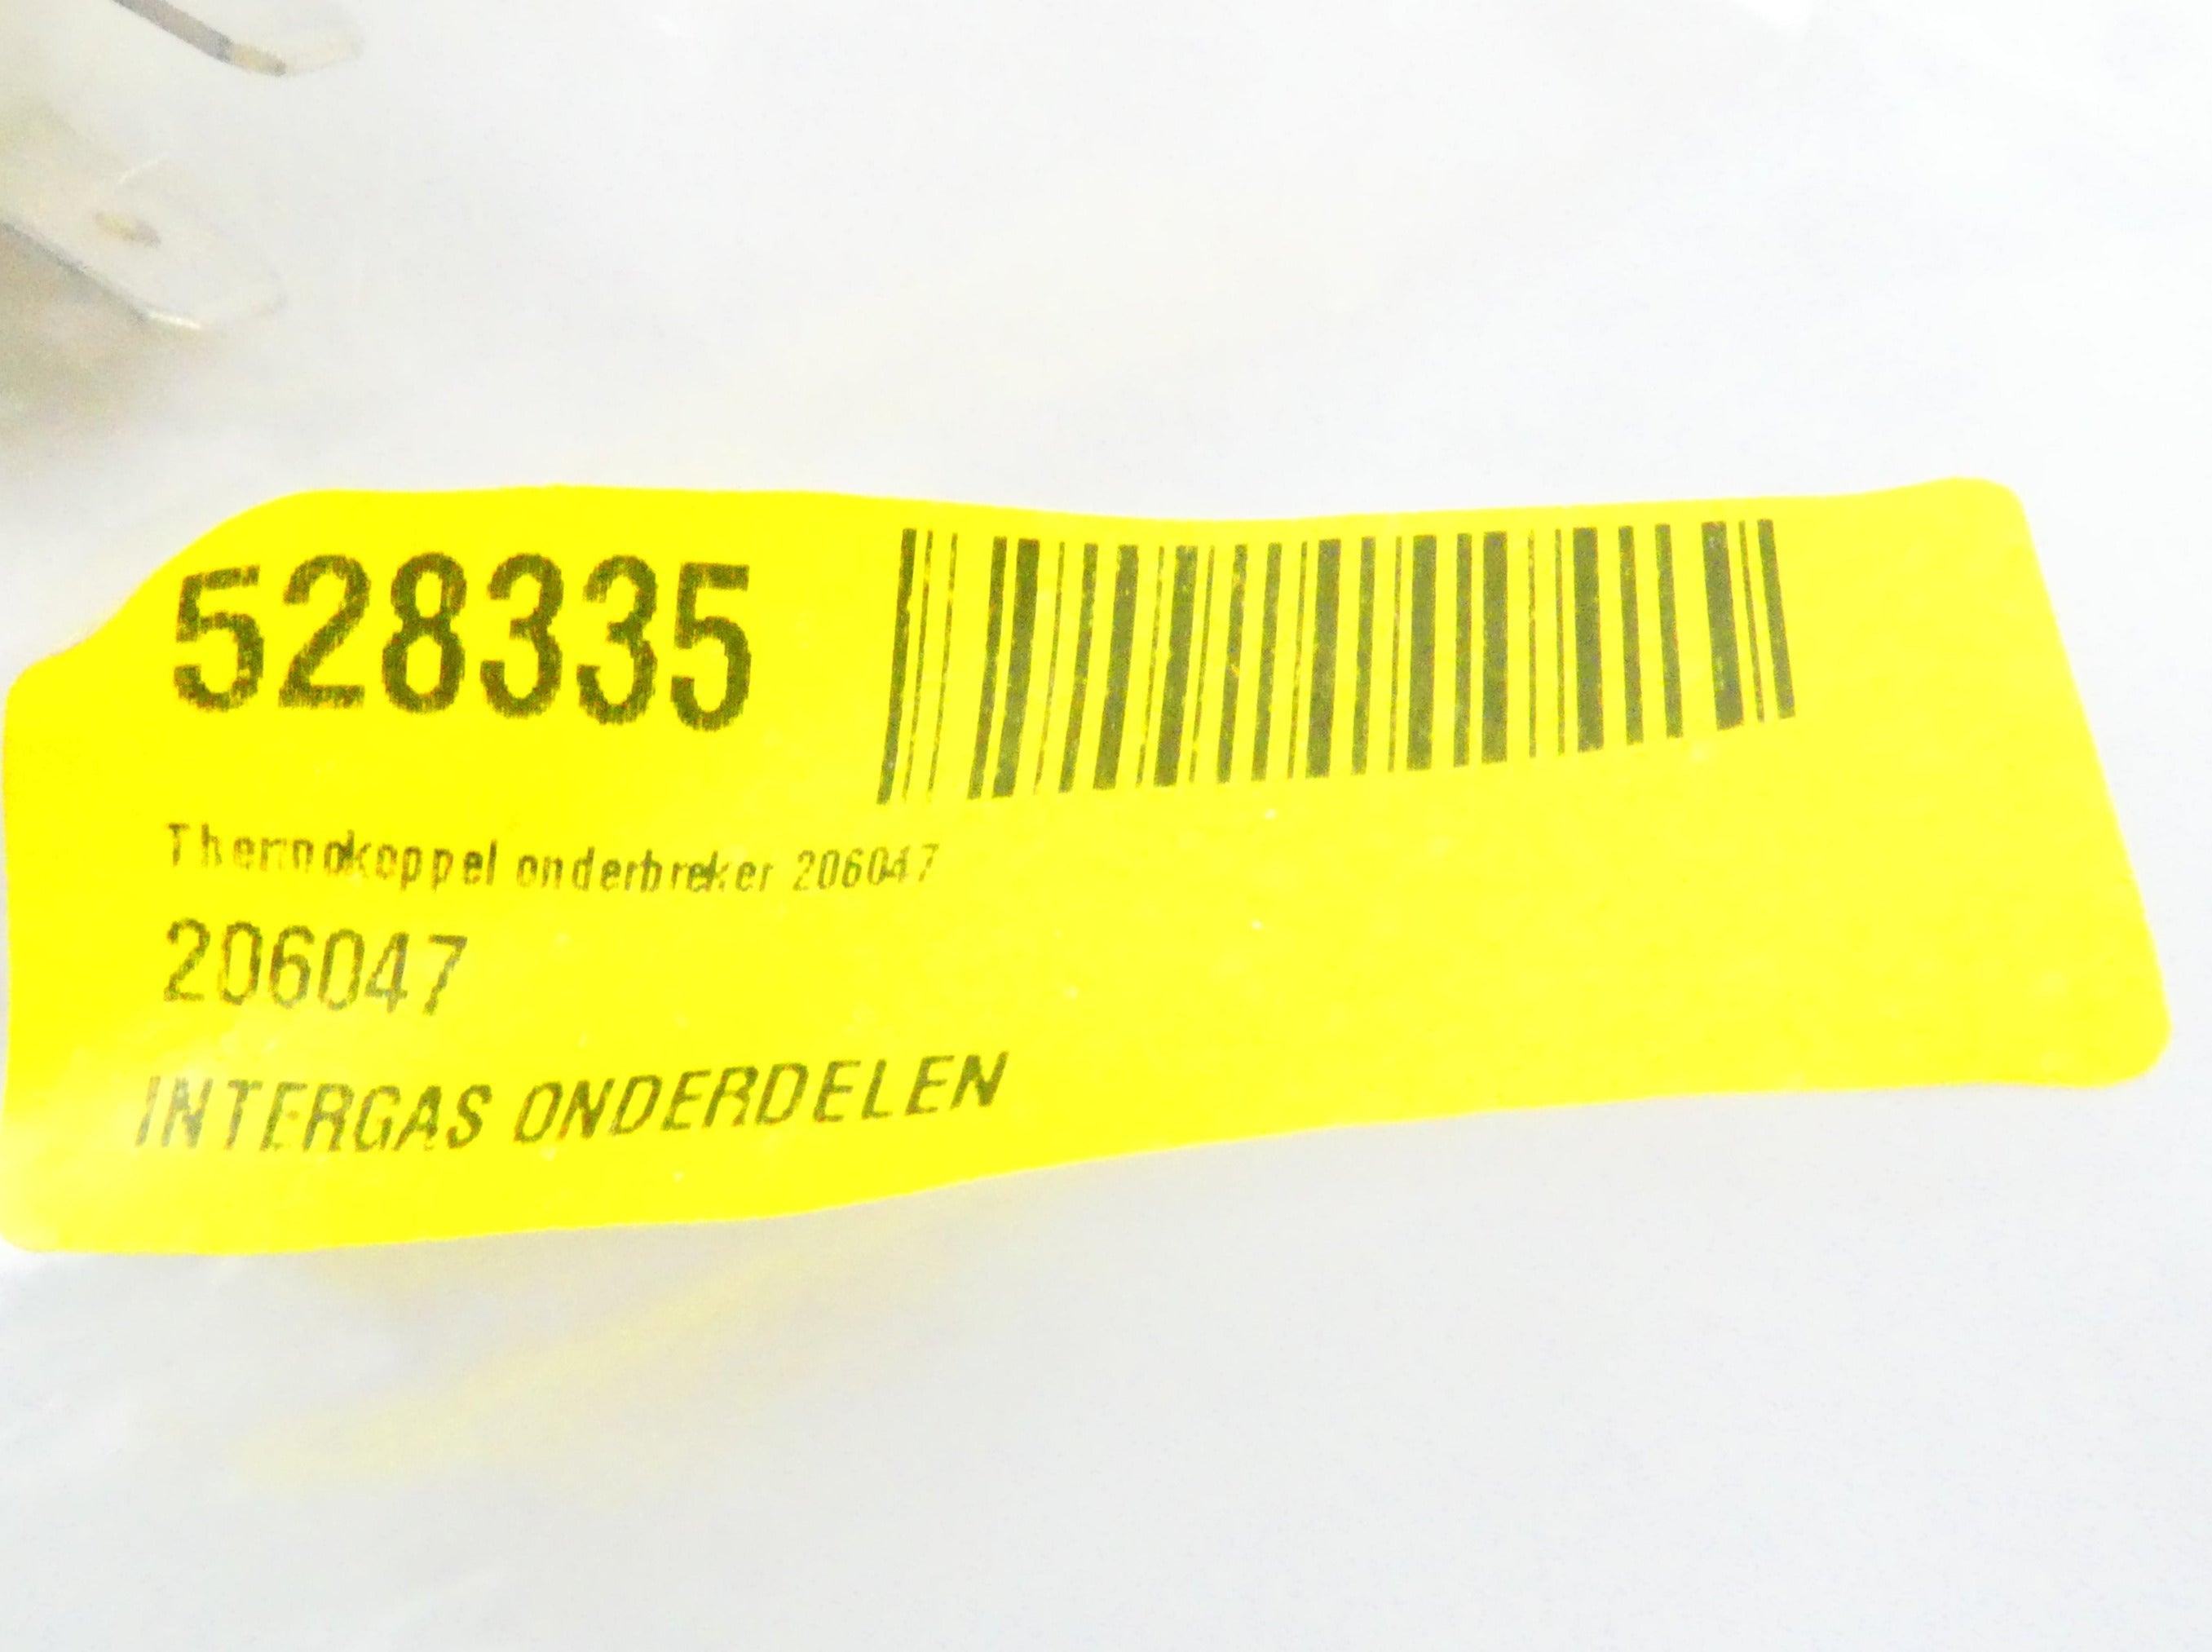 528335
Thermokoppel onderbreker 206047
206047
INTERGAS ONDERDELEN